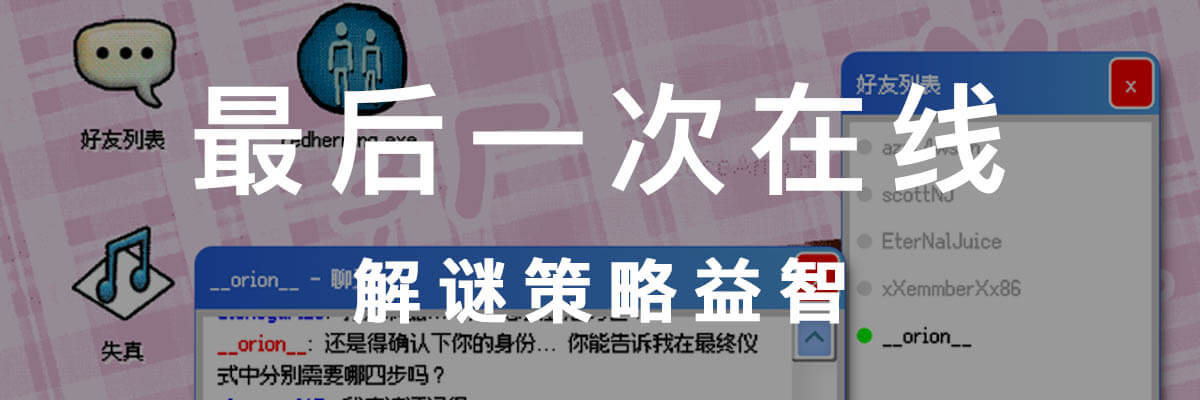 最后一次在线
解谜策略益智
好友列表
失真
好友列表
x
scottNJ
EterNalJuice
xXemmberXx86
__orion__
__orion__ - 聊
__orion__: 还是得确认下你的身份... 你能告诉我在最终仪
式中分别需要哪四步吗？